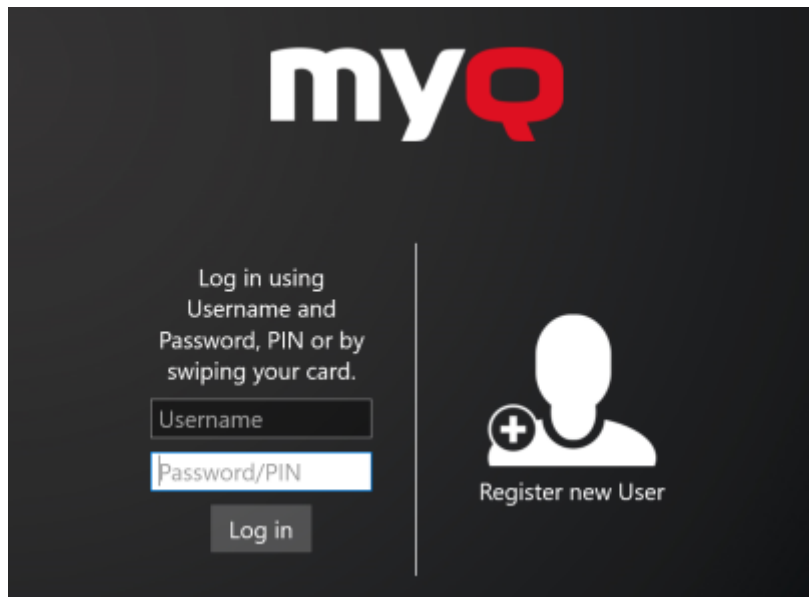 myQ
Log in using
Username and
Password, PIN or by
swiping your card.
Username
Password/PIN
Log in
Register new User